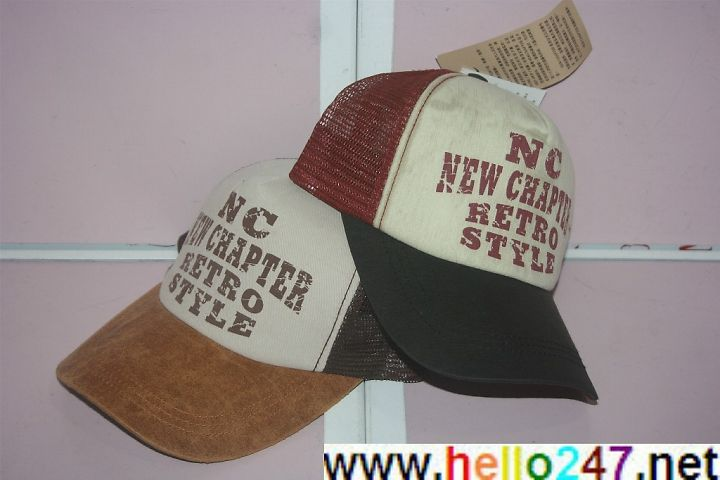 NC
NEW CHAPTER
RETRO
STYLE
NC
NEW CHAPTER
RETRO
STYLE
www.hello247.net